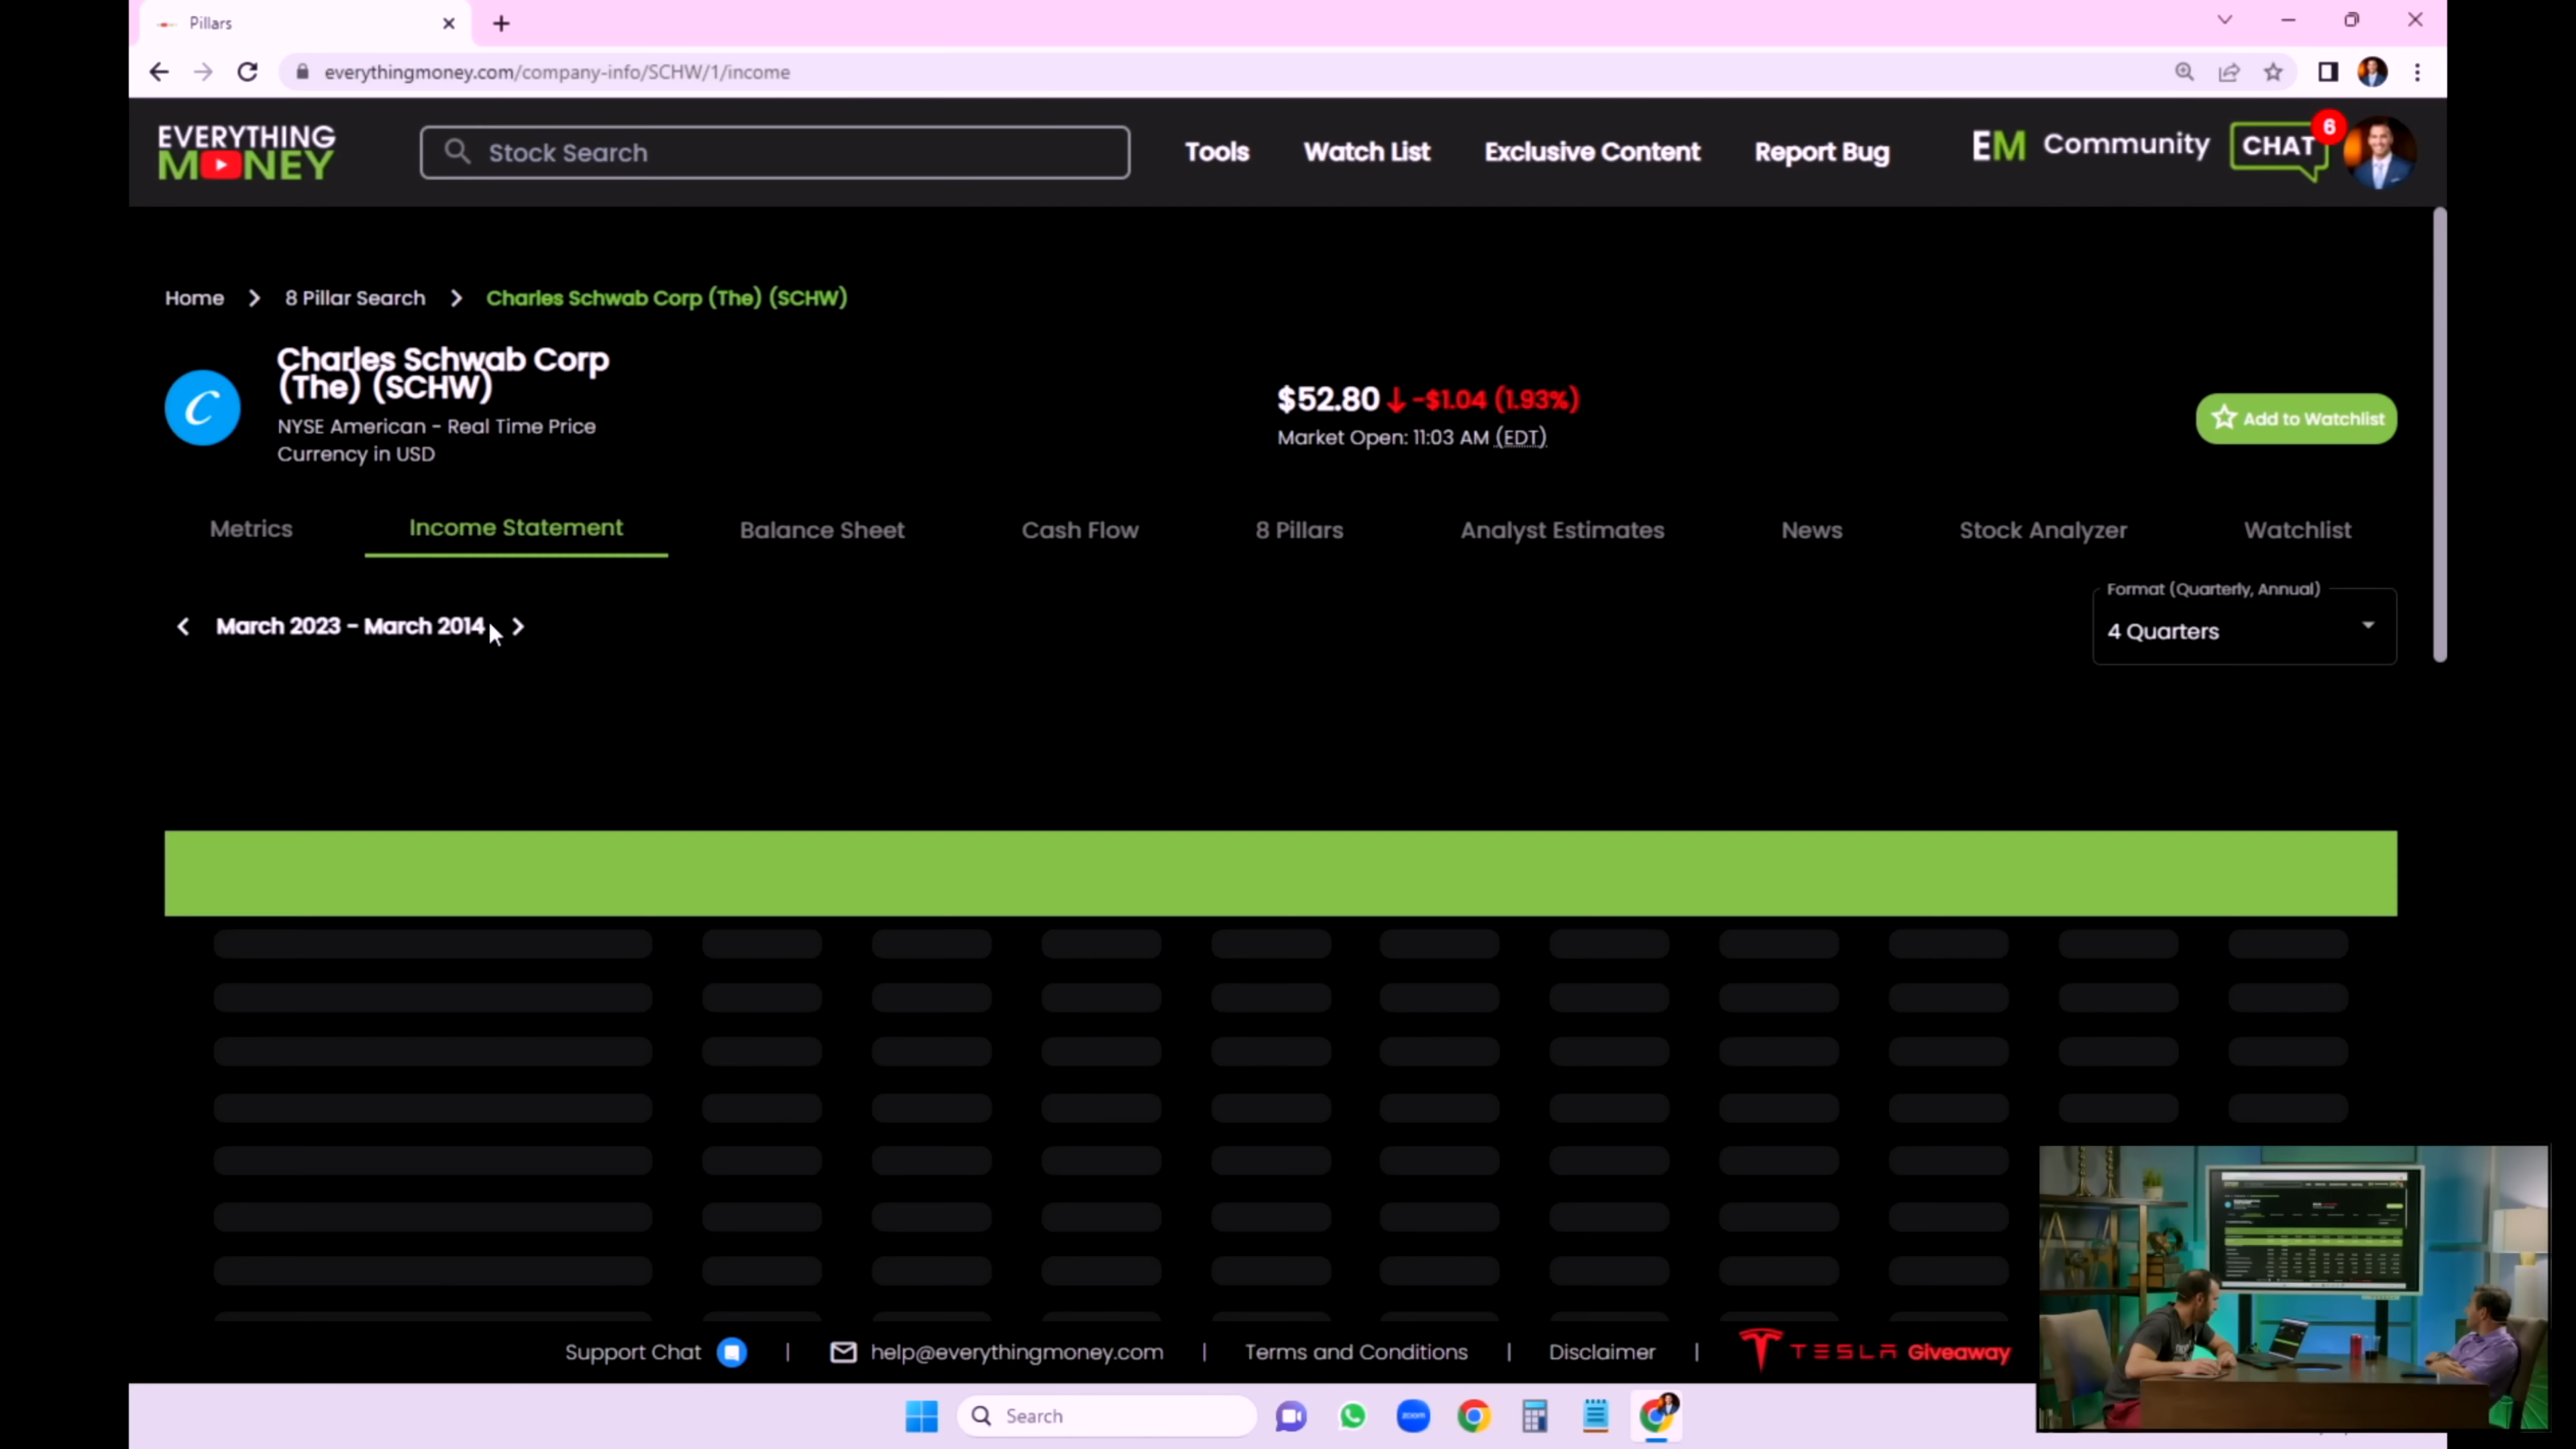 Pillars
everythingmoney.com/company-info/SCHW/1/income
EVERYTHING
MONEY
Stock Search
Tools
Watch List
Exclusive Content
Report Bug
EM Community
CHAT
6
Home > 8 Pillar Search > Charles Schwab Corp (The) (SCHW)
C
Charles Schwab Corp
(The) (SCHW)
NYSE American - Real Time Price
Currency in USD
$52.80 ↓ -$1.04 (1.93%)
Market Open: 11:03 AM (EDT)
Add to Watchlist
Metrics
Income Statement
Balance Sheet
Cash Flow
8 Pillars
Analyst Estimates
News
Stock Analyzer
Watchlist
March 2023 - March 2014
Format (Quarterly, Annual)
4 Quarters
Support Chat | help@everythingmoney.com | Terms and Conditions | Disclaimer | TESLA Giveaway
Search
zoom